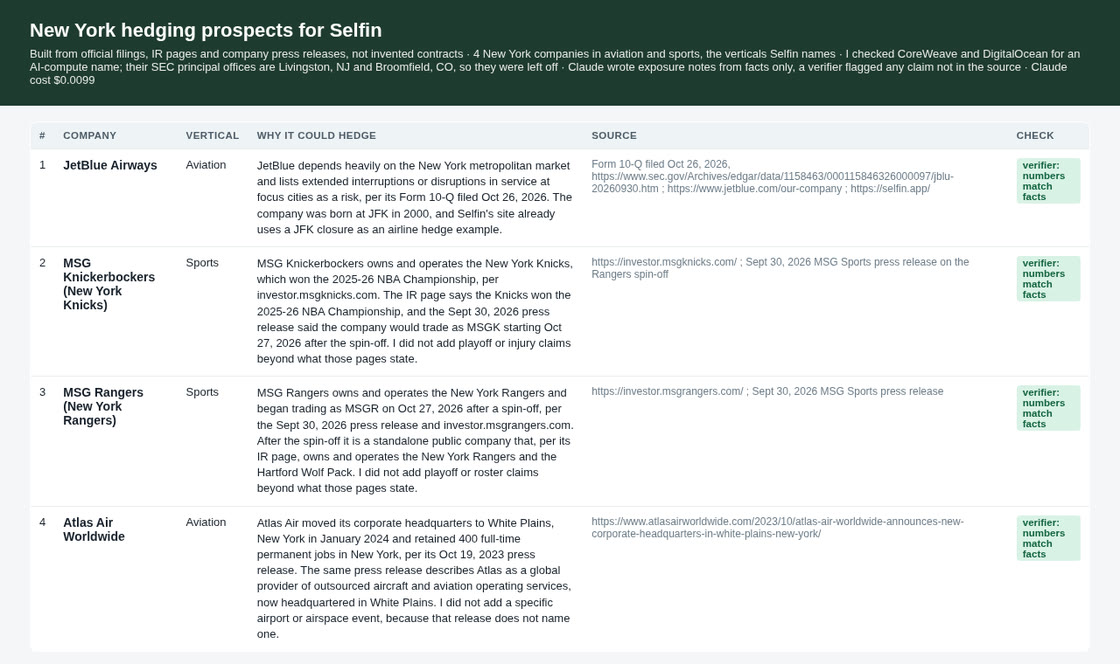 New York hedging prospects for Selfin
Built from official filings, IR pages and company press releases, not invented contracts · 4 New York companies in aviation and sports, the verticals Selfin names · I checked CoreWeave and DigitalOcean for an
AI-compute name; their SEC principal offices are Livingston, NJ and Broomfield, CO, so they were left off · Claude wrote exposure notes from facts only, a verifier flagged any claim not in the source · Claude
cost $0.0099
# COMPANY VERTICAL WHY IT COULD HEDGE SOURCE CHECK
1
JetBlue Airways
Aviation
JetBlue depends heavily on the New York metropolitan market
and lists extended interruptions or disruptions in service at
focus cities as a risk, per its Form 10-Q filed Oct 26, 2026. The
company was born at JFK in 2000, and Selfin's site already
uses a JFK closure as an airline hedge example.
Form 10-Q filed Oct 26, 2026,
https://www.sec.gov/Archives/edgar/data/1158463/000115846326000097/jblu-
20260930.htm ; https://www.jetblue.com/our-company ; https://selfin.app/
verifier:
numbers
match
facts
2
MSG
Knickerbockers
(New York
Knicks)
Sports
MSG Knickerbockers owns and operates the New York Knicks,
which won the 2025-26 NBA Championship, per
investor.msgknicks.com. The IR page says the Knicks won the
2025-26 NBA Championship, and the Sept 30, 2026 press
release said the company would trade as MSGK starting Oct
27, 2026 after the spin-off. I did not add playoff or injury claims
beyond what those pages state.
https://investor.msgknicks.com/ ; Sept 30, 2026 MSG Sports press release on the
Rangers spin-off
verifier:
numbers
match
facts
3
MSG Rangers
(New York
Rangers)
Sports
MSG Rangers owns and operates the New York Rangers and
began trading as MSGR on Oct 27, 2026 after a spin-off, per
the Sept 30, 2026 press release and investor.msgrangers.com.
After the spin-off it is a standalone public company that, per its
IR page, owns and operates the New York Rangers and the
Hartford Wolf Pack. I did not add playoff or roster claims
beyond what those pages state.
https://investor.msgrangers.com/ ; Sept 30, 2026 MSG Sports press release
verifier:
numbers
match
facts
4
Atlas Air
Worldwide
Aviation
Atlas Air moved its corporate headquarters to White Plains,
New York in January 2024 and retained 400 full-time
permanent jobs in New York, per its Oct 19, 2023 press
release. The same press release describes Atlas as a global
provider of outsourced aircraft and aviation operating services,
now headquartered in White Plains. I did not add a specific
airport or airspace event, because that release does not name
one.
https://www.atlasairworldwide.com/2023/10/atlas-air-worldwide-announces-new-
corporate-headquarters-in-white-plains-new-york/
verifier:
numbers
match
facts